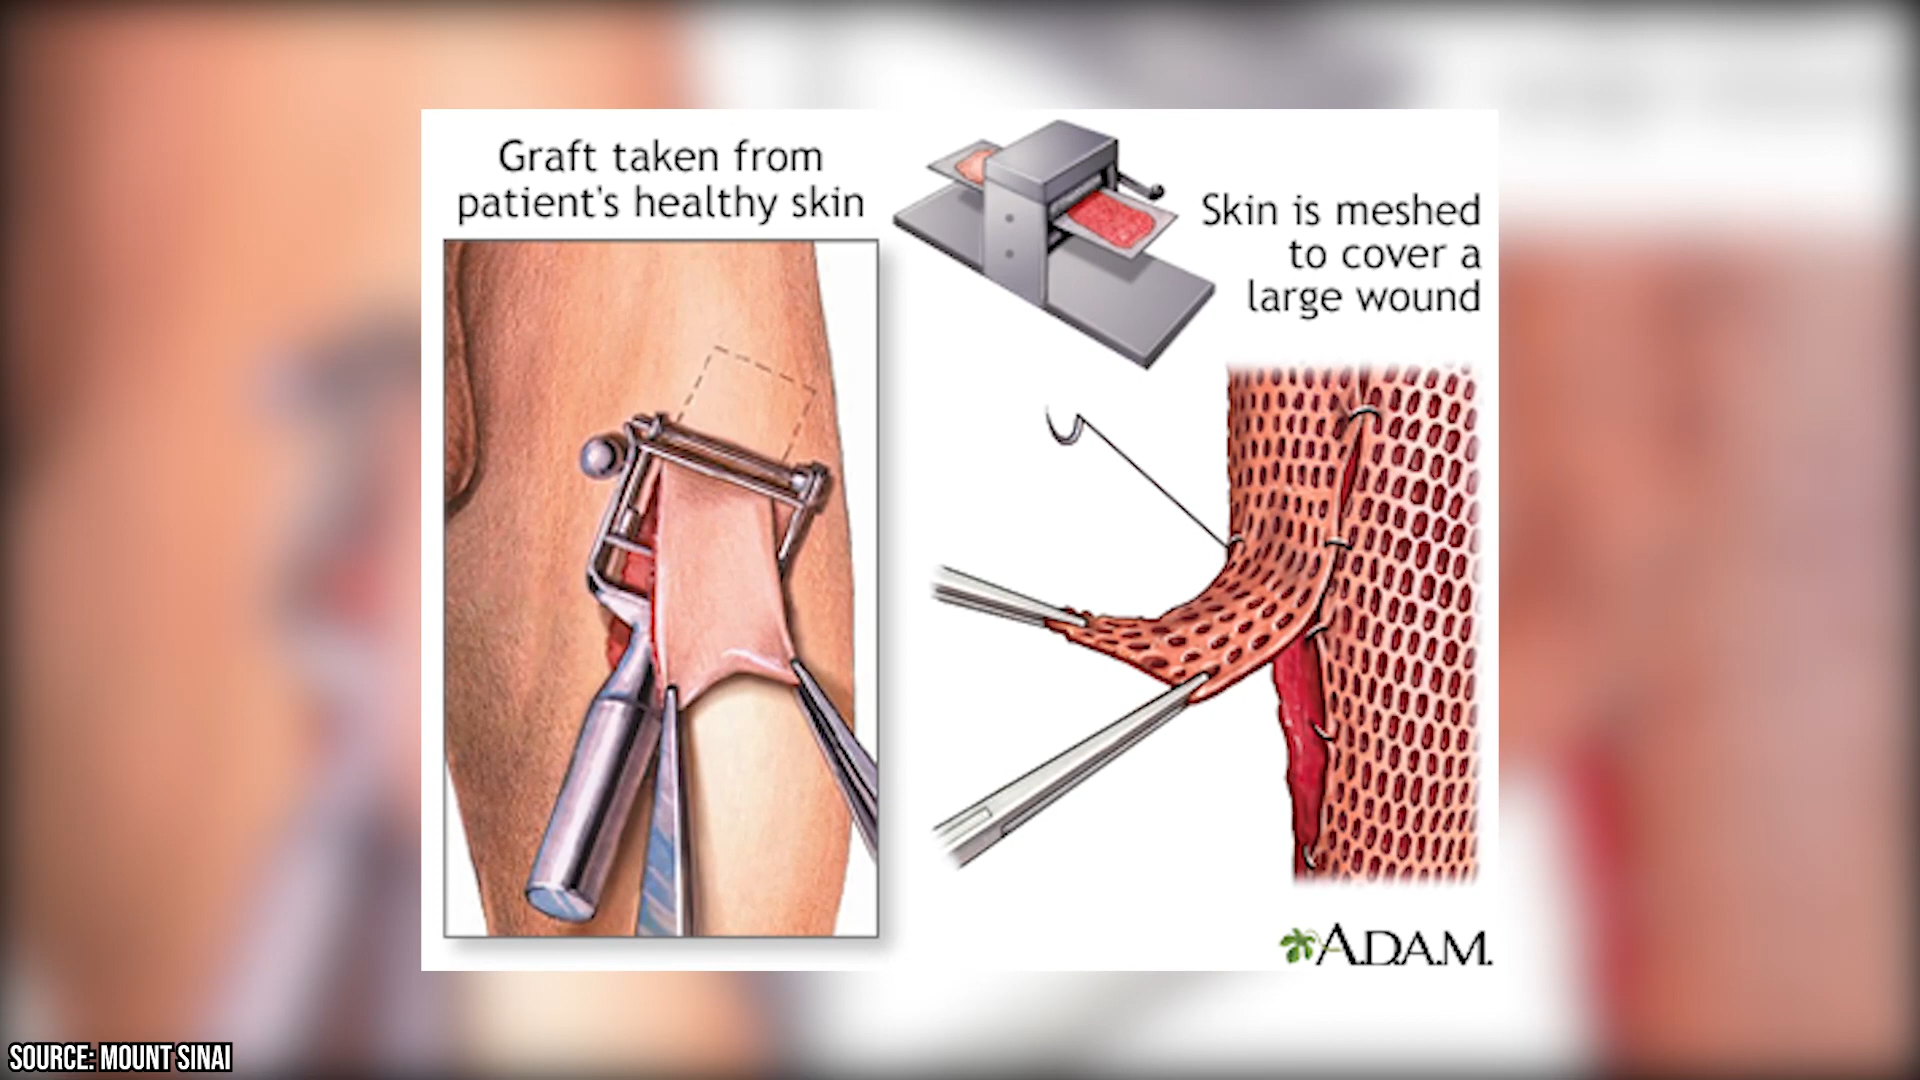 Graft taken from
patient's healthy skin
Skin is meshed
to cover a
large wound
A.D.A.M.
SOURCE: MOUNT SINAI